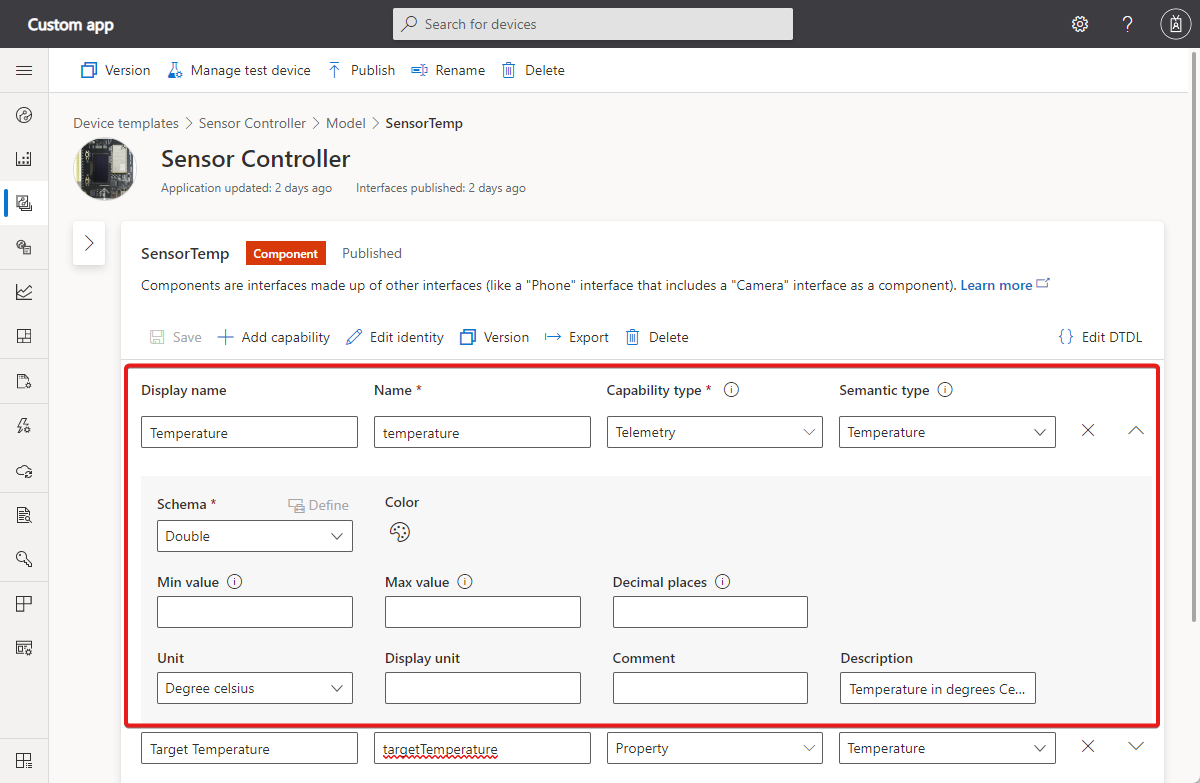 Custom app
Search for devices
?
Version Manage test device Publish Rename Delete
Device templates > Sensor Controller > Model > SensorTemp
Sensor Controller
Application updated: 2 days ago Interfaces published: 2 days ago
SensorTemp Component Published
Components are interfaces made up of other interfaces (like a "Phone" interface that includes a "Camera" interface as a component). Learn more
Save Add capability Edit identity Version Export Delete {} Edit DTDL
Display name Name * Capability type * Semantic type
Temperature temperature Telemetry Temperature
Schema * Define Color
Double
Min value Max value Decimal places
Unit Display unit Comment Description
Degree celsius Temperature in degrees Ce...
Target Temperature targetTemperature Property Temperature